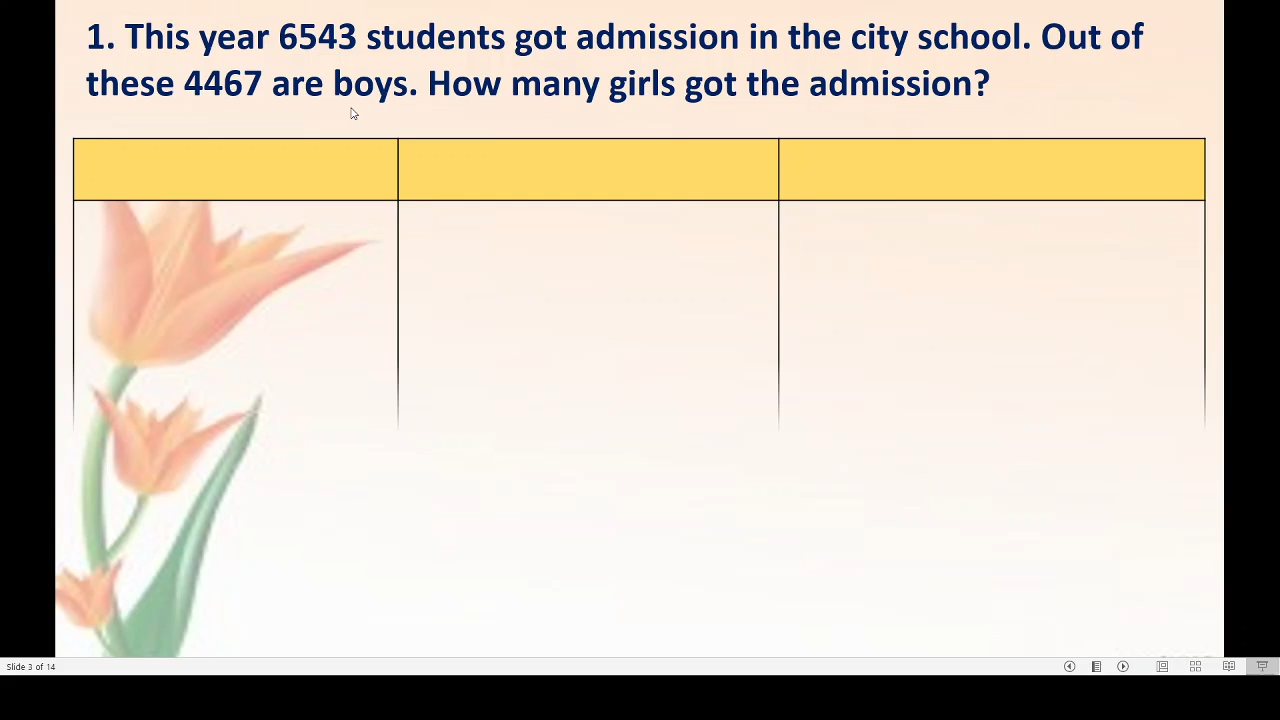 1. This year 6543 students got admission in the city school. Out of
these 4467 are boys. How many girls got the admission?
Slide 3 of 14